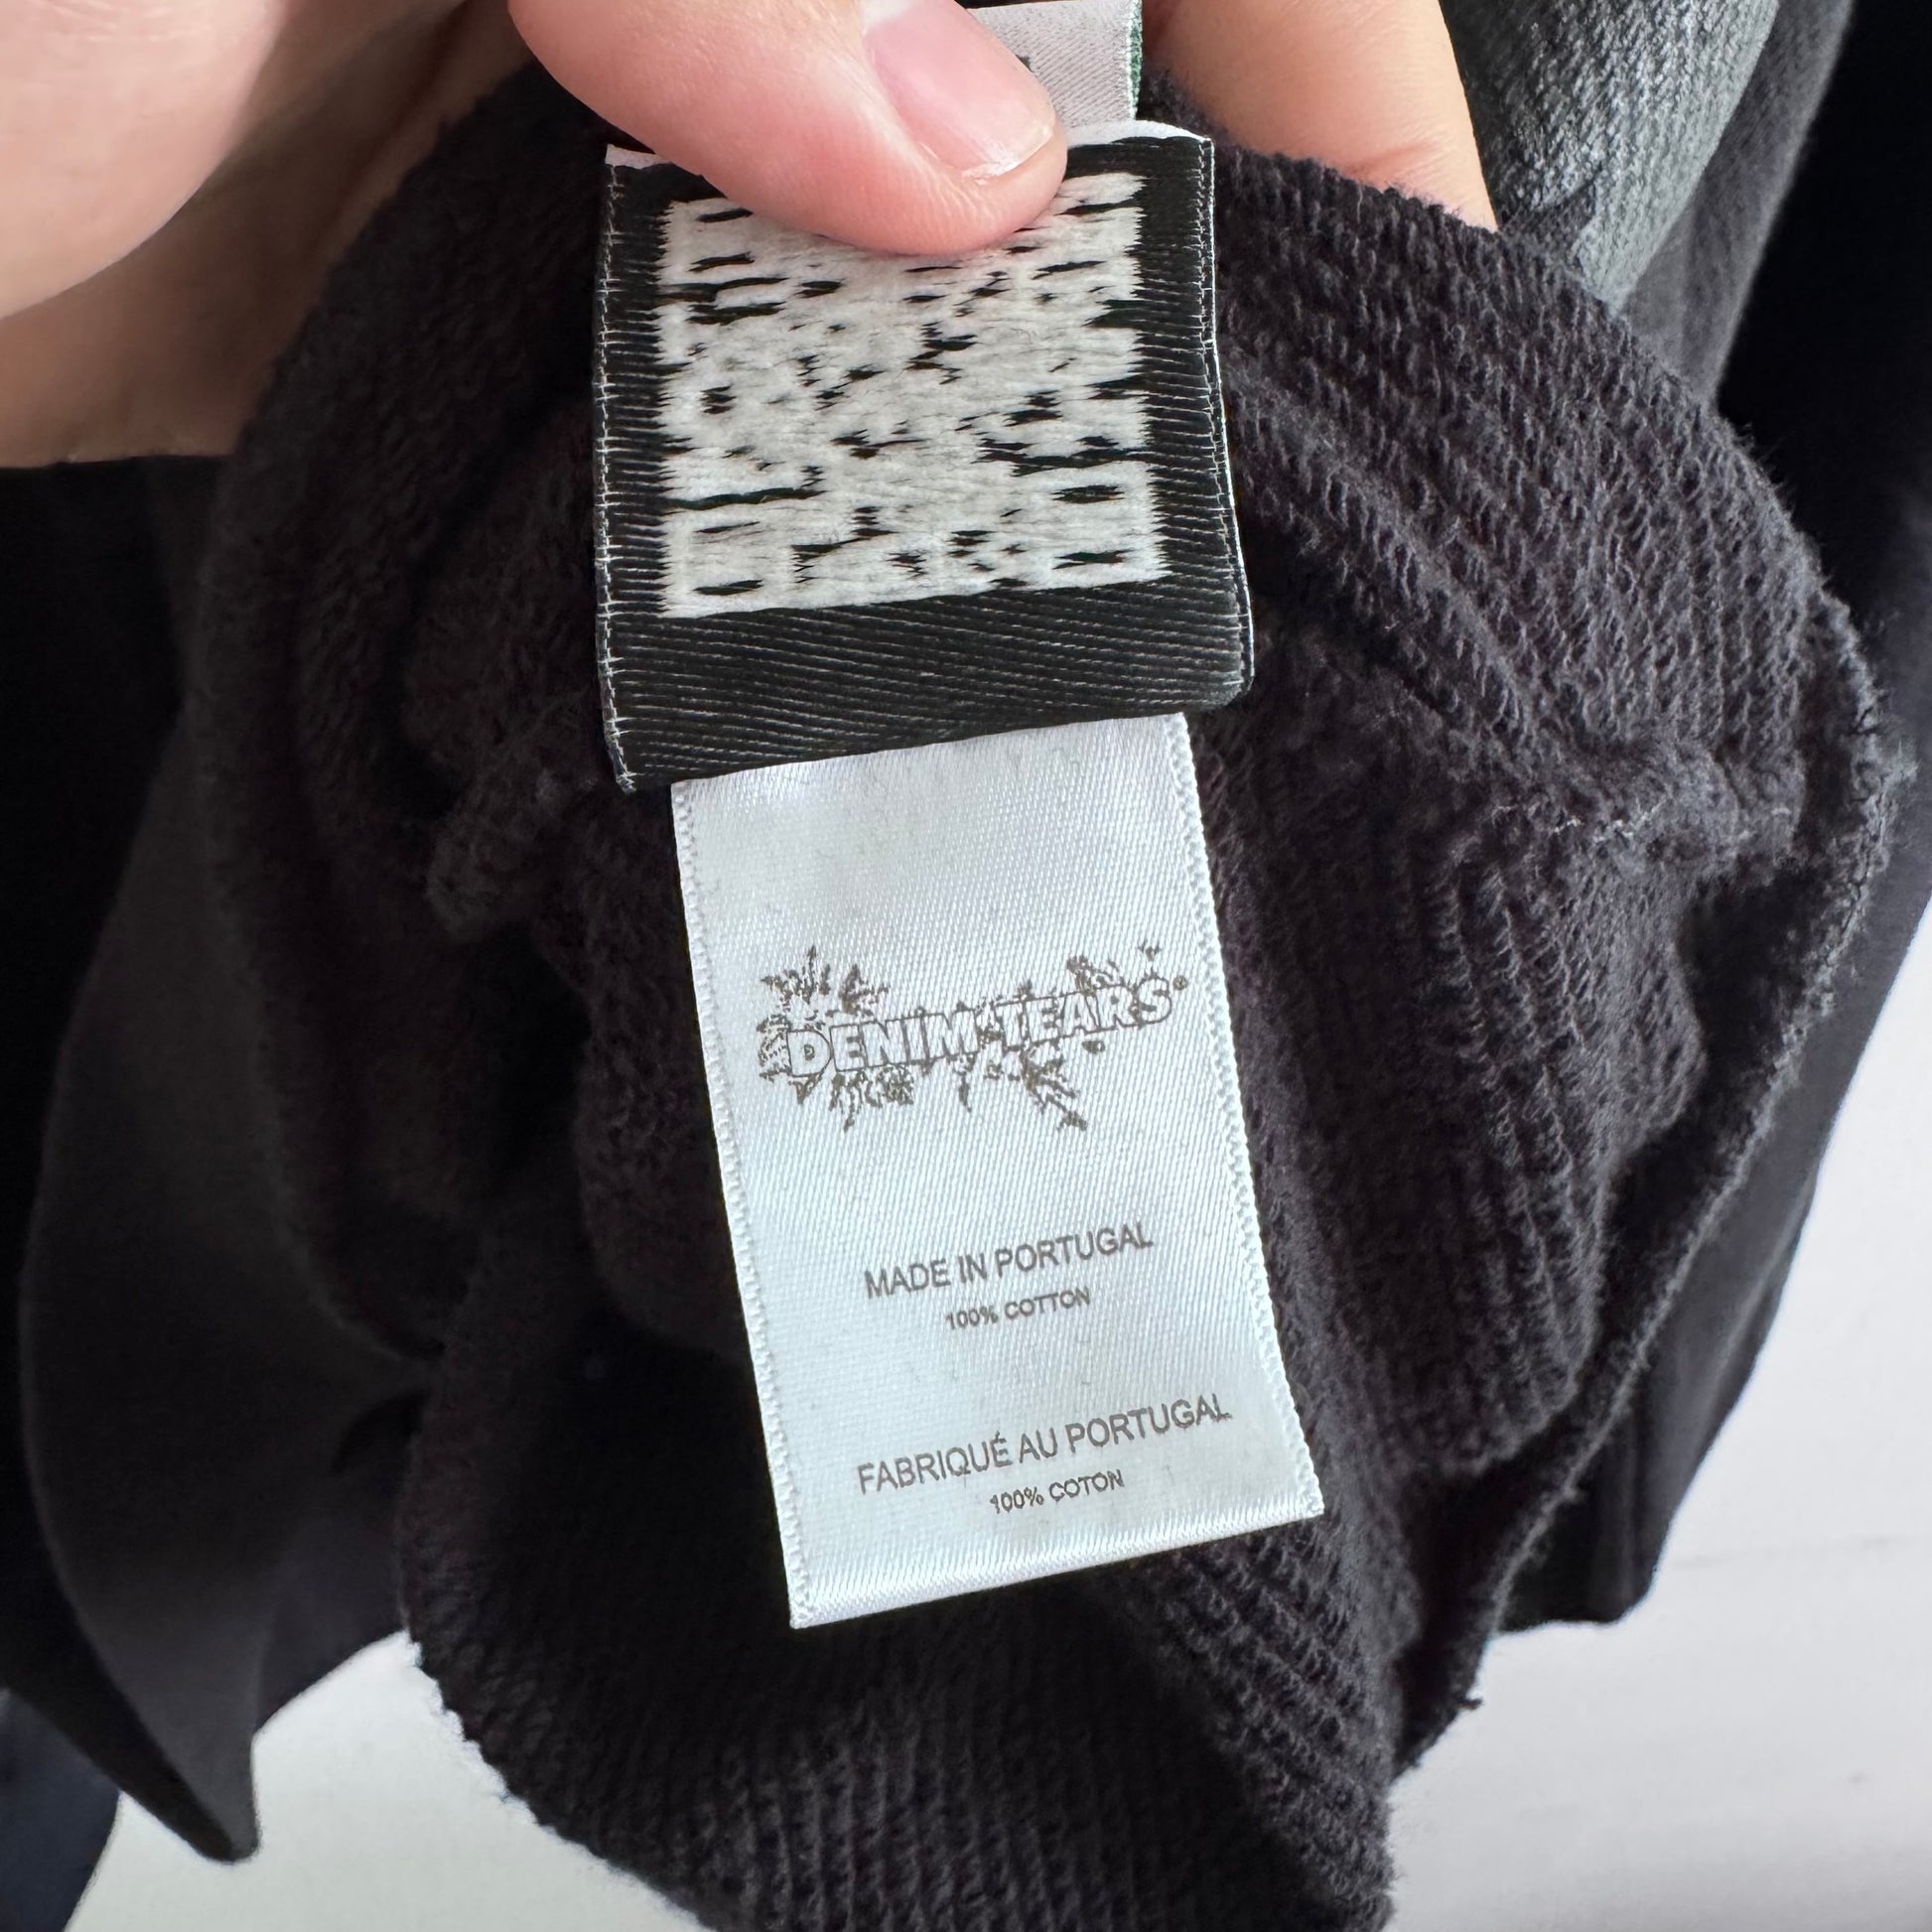 DENIM TEARS®
MADE IN PORTUGAL
100% COTTON
FABRIQUÉ AU PORTUGAL
100% COTON